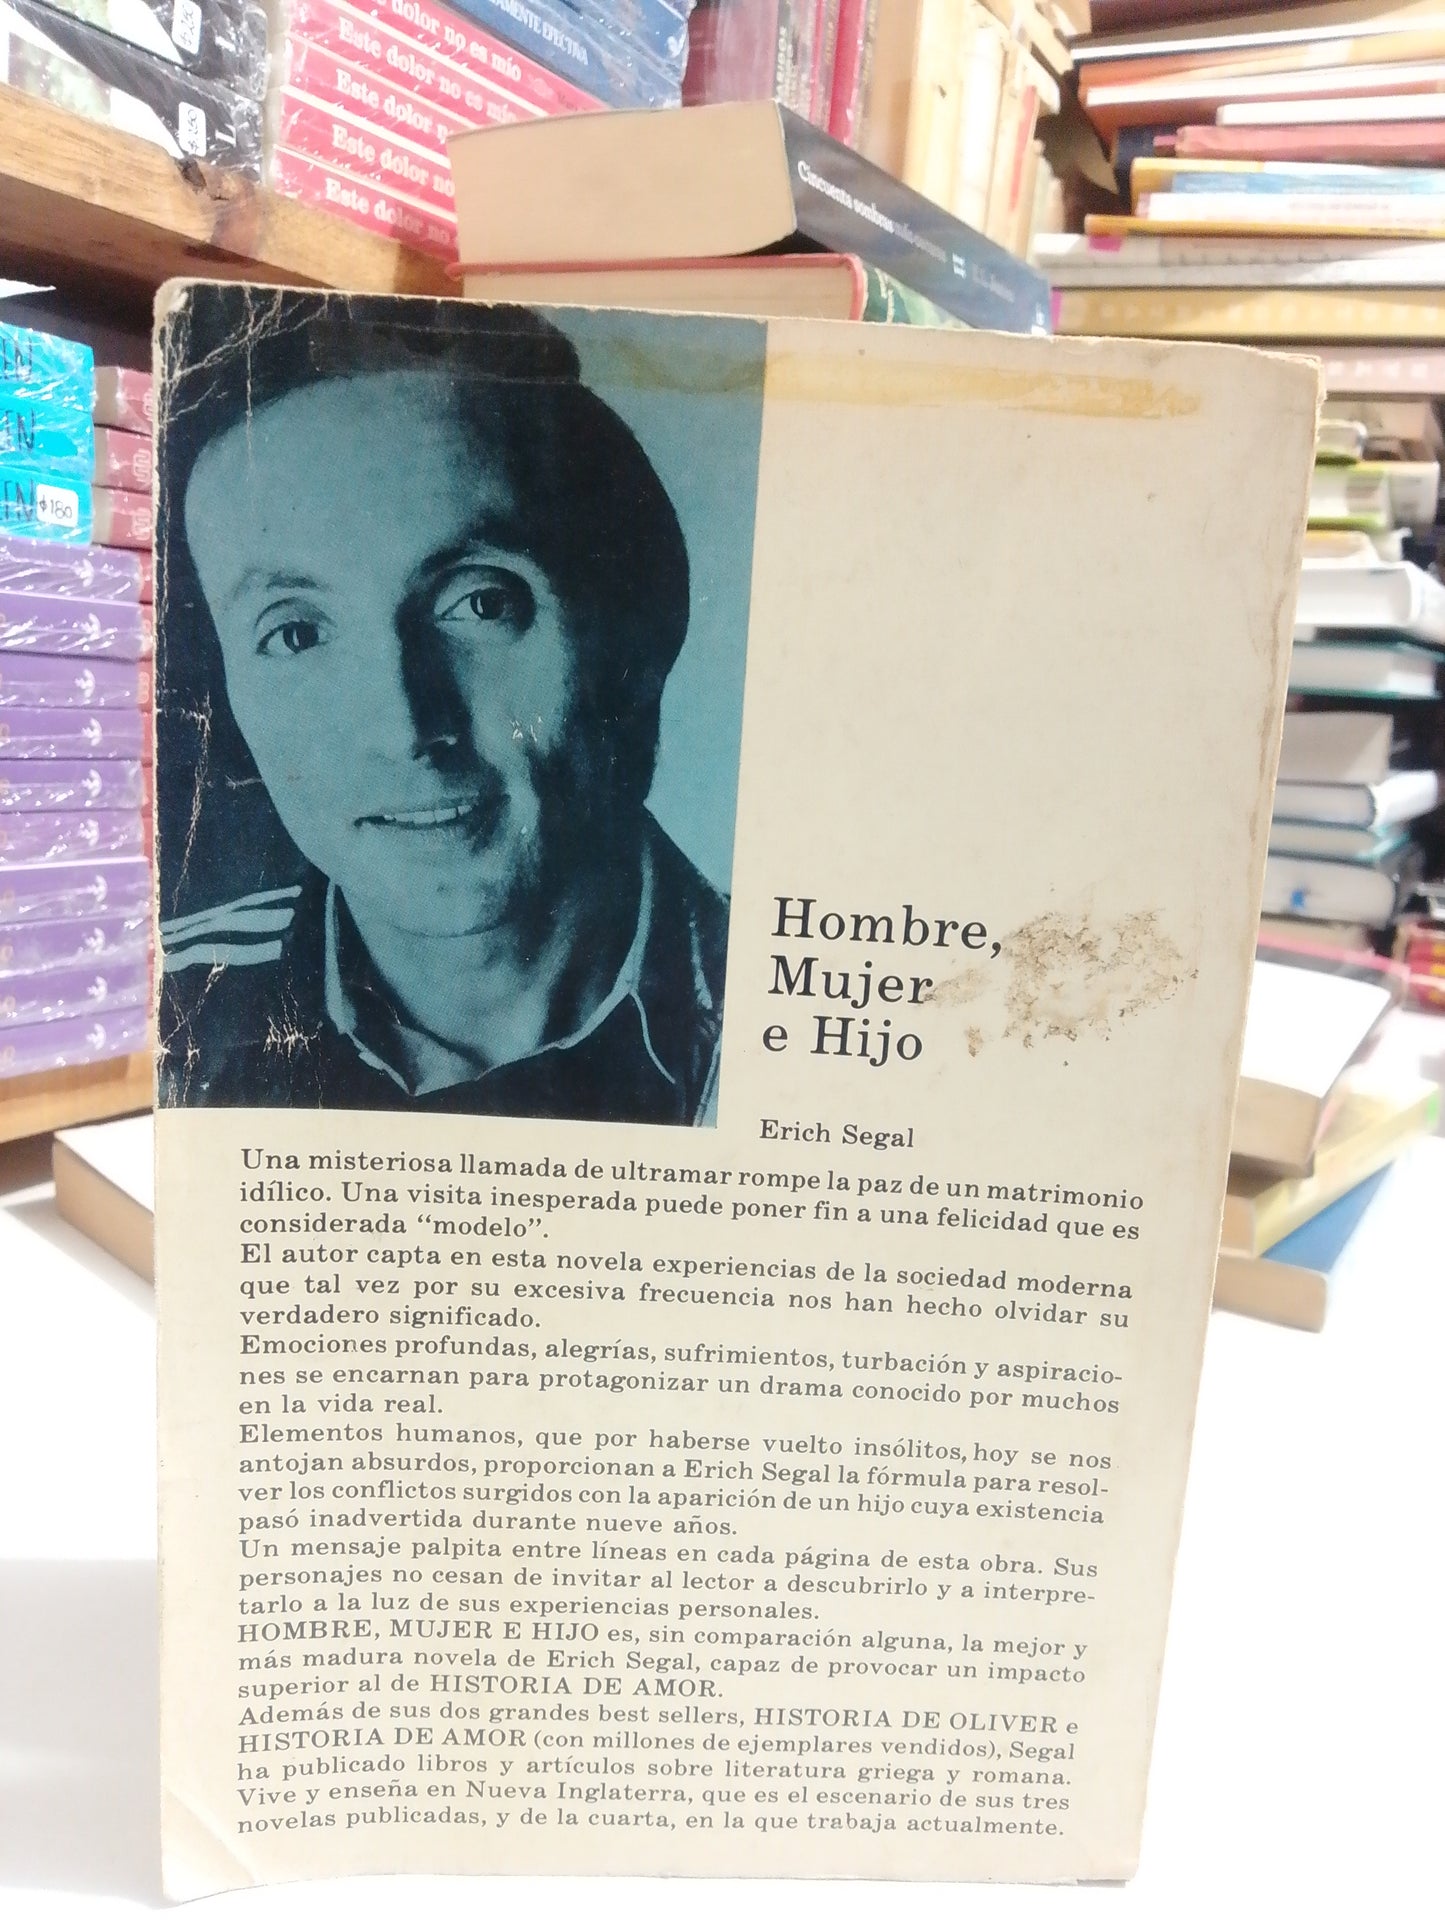 AMENTE EFECTIVA
Este dolor no es mío
Este dolor no es mío
Este dolor no es mío
Este dolor no
Este dolor no
Cincuenta sombras más oscuras
$180
Hombre,
Mujer
e Hijo
Erich Segal
Una misteriosa llamada de ultramar rompe la paz de un matrimonio
idílico. Una visita inesperada puede poner fin a una felicidad que es
considerada “modelo”.
El autor capta en esta novela experiencias de la sociedad moderna
que tal vez por su excesiva frecuencia nos han hecho olvidar su
verdadero significado.
Emociones profundas, alegrías, sufrimientos, turbación y aspiracio-
nes se encarnan para protagonizar un drama conocido por muchos
en la vida real.
Elementos humanos, que por haberse vuelto insólitos, hoy se nos
antojan absurdos, proporcionan a Erich Segal la fórmula para resol-
ver los conflictos surgidos con la aparición de un hijo cuya existencia
pasó inadvertida durante nueve años.
Un mensaje palpita entre líneas en cada página de esta obra. Sus
personajes no cesan de invitar al lector a descubrirlo y a interpre-
tarlo a la luz de sus experiencias personales.
HOMBRE, MUJER E HIJO es, sin comparación alguna, la mejor y
más madura novela de Erich Segal, capaz de provocar un impacto
superior al de HISTORIA DE AMOR.
Además de sus dos grandes best sellers, HISTORIA DE OLIVER e
HISTORIA DE AMOR (con millones de ejemplares vendidos), Segal
ha publicado libros y artículos sobre literatura griega y romana.
Vive y enseña en Nueva Inglaterra, que es el escenario de sus tres
novelas publicadas, y de la cuarta, en la que trabaja actualmente.